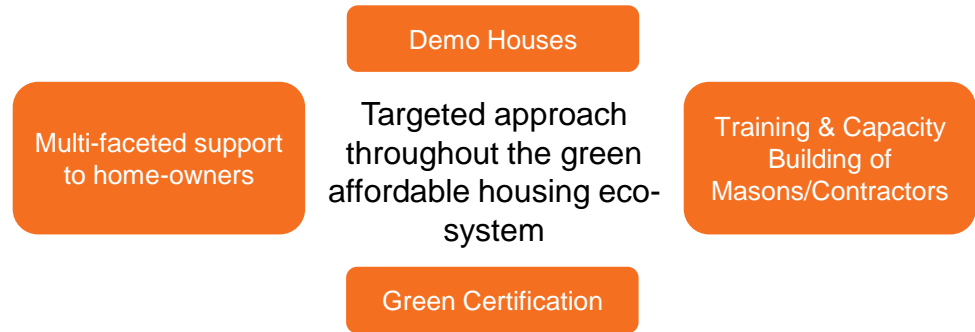 Demo Houses
Multi-faceted support
to home-owners
Targeted approach
throughout the green
affordable housing eco-
system
Training & Capacity
Building of
Masons/Contractors
Green Certification